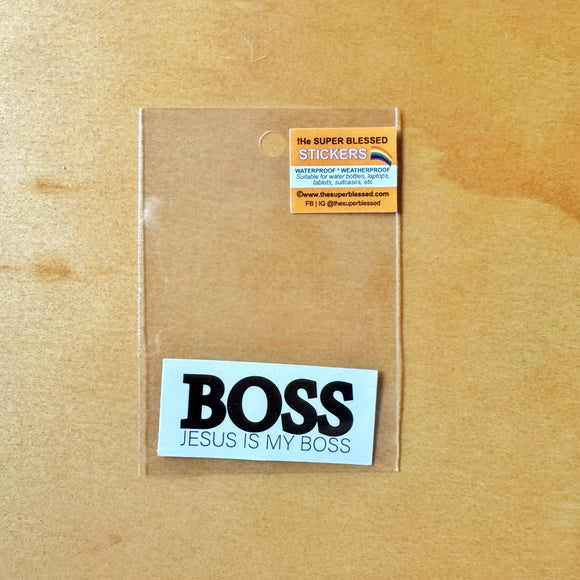 tHe SUPER BLESSED
STICKERS
WATERPROOF * WEATHERPROOF
Suitable for water bottles, laptops,
tablets, suitcases, etc
©www.thesuperblessed.com
FB | IG @thesuperblessed
BOSS
JESUS IS MY BOSS